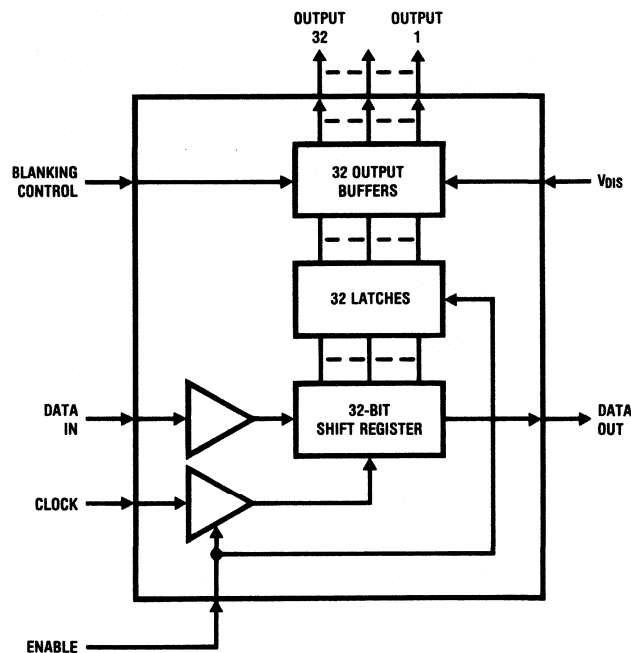 OUTPUT
32
OUTPUT
1
BLANKING
CONTROL
32 OUTPUT
BUFFERS
VDIS
32 LATCHES
DATA
IN
32-BIT
SHIFT REGISTER
DATA
OUT
CLOCK
ENABLE